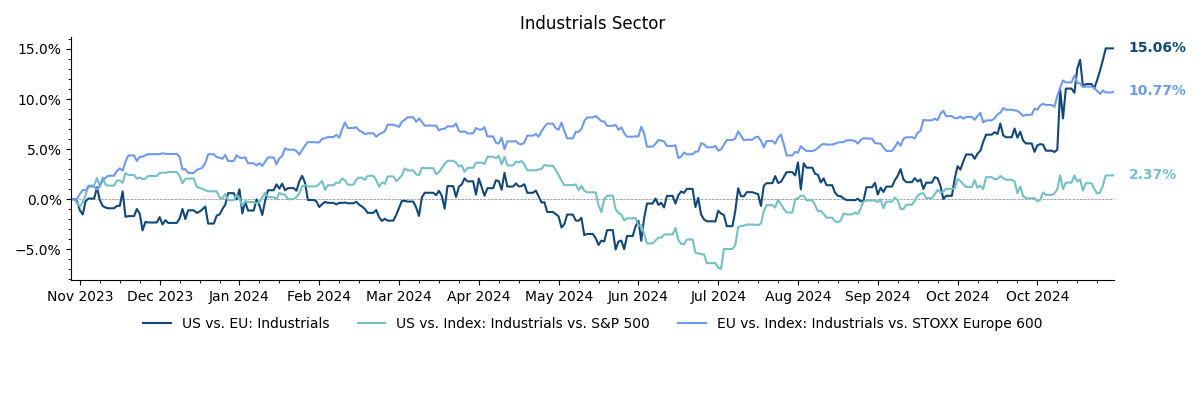 Industrials Sector
15.0%
10.0%
5.0%
0.0%
−5.0%
15.06%
10.77%
2.37%
Nov 2023 Dec 2023 Jan 2024 Feb 2024 Mar 2024 Apr 2024 May 2024 Jun 2024 Jul 2024 Aug 2024 Sep 2024 Oct 2024 Oct 2024
US vs. EU: Industrials US vs. Index: Industrials vs. S&P 500 EU vs. Index: Industrials vs. STOXX Europe 600